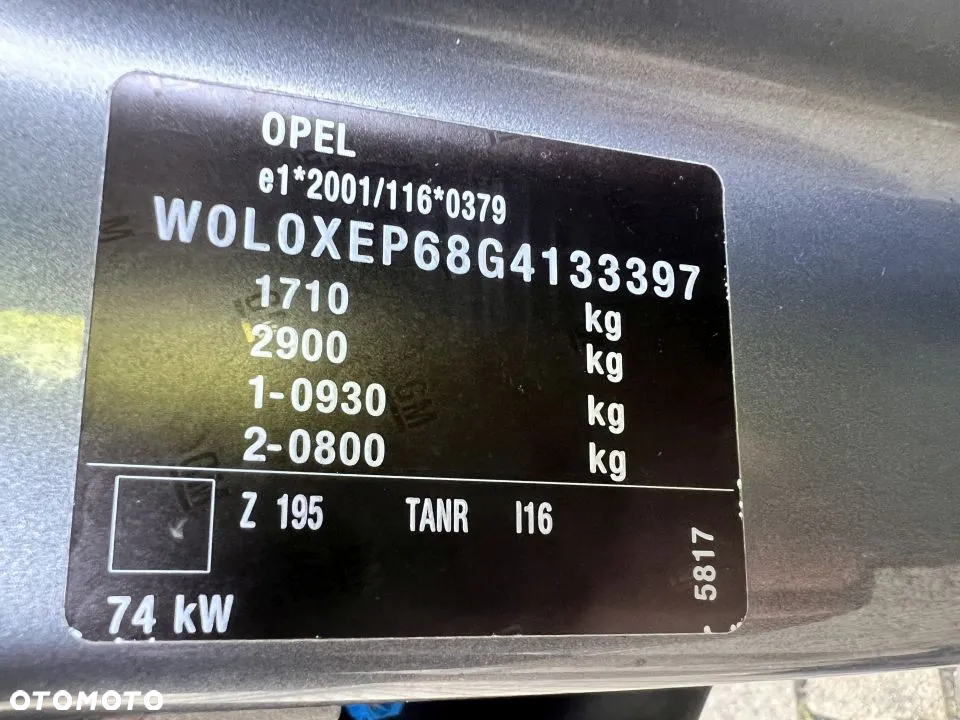 OPEL
e1*2001/116*0379
W0L0XEP68G4133397
1710 kg
2900 kg
1-0930 kg
2-0800 kg
Z 195 TANR I16
5817
74 kW
OTOMOTO